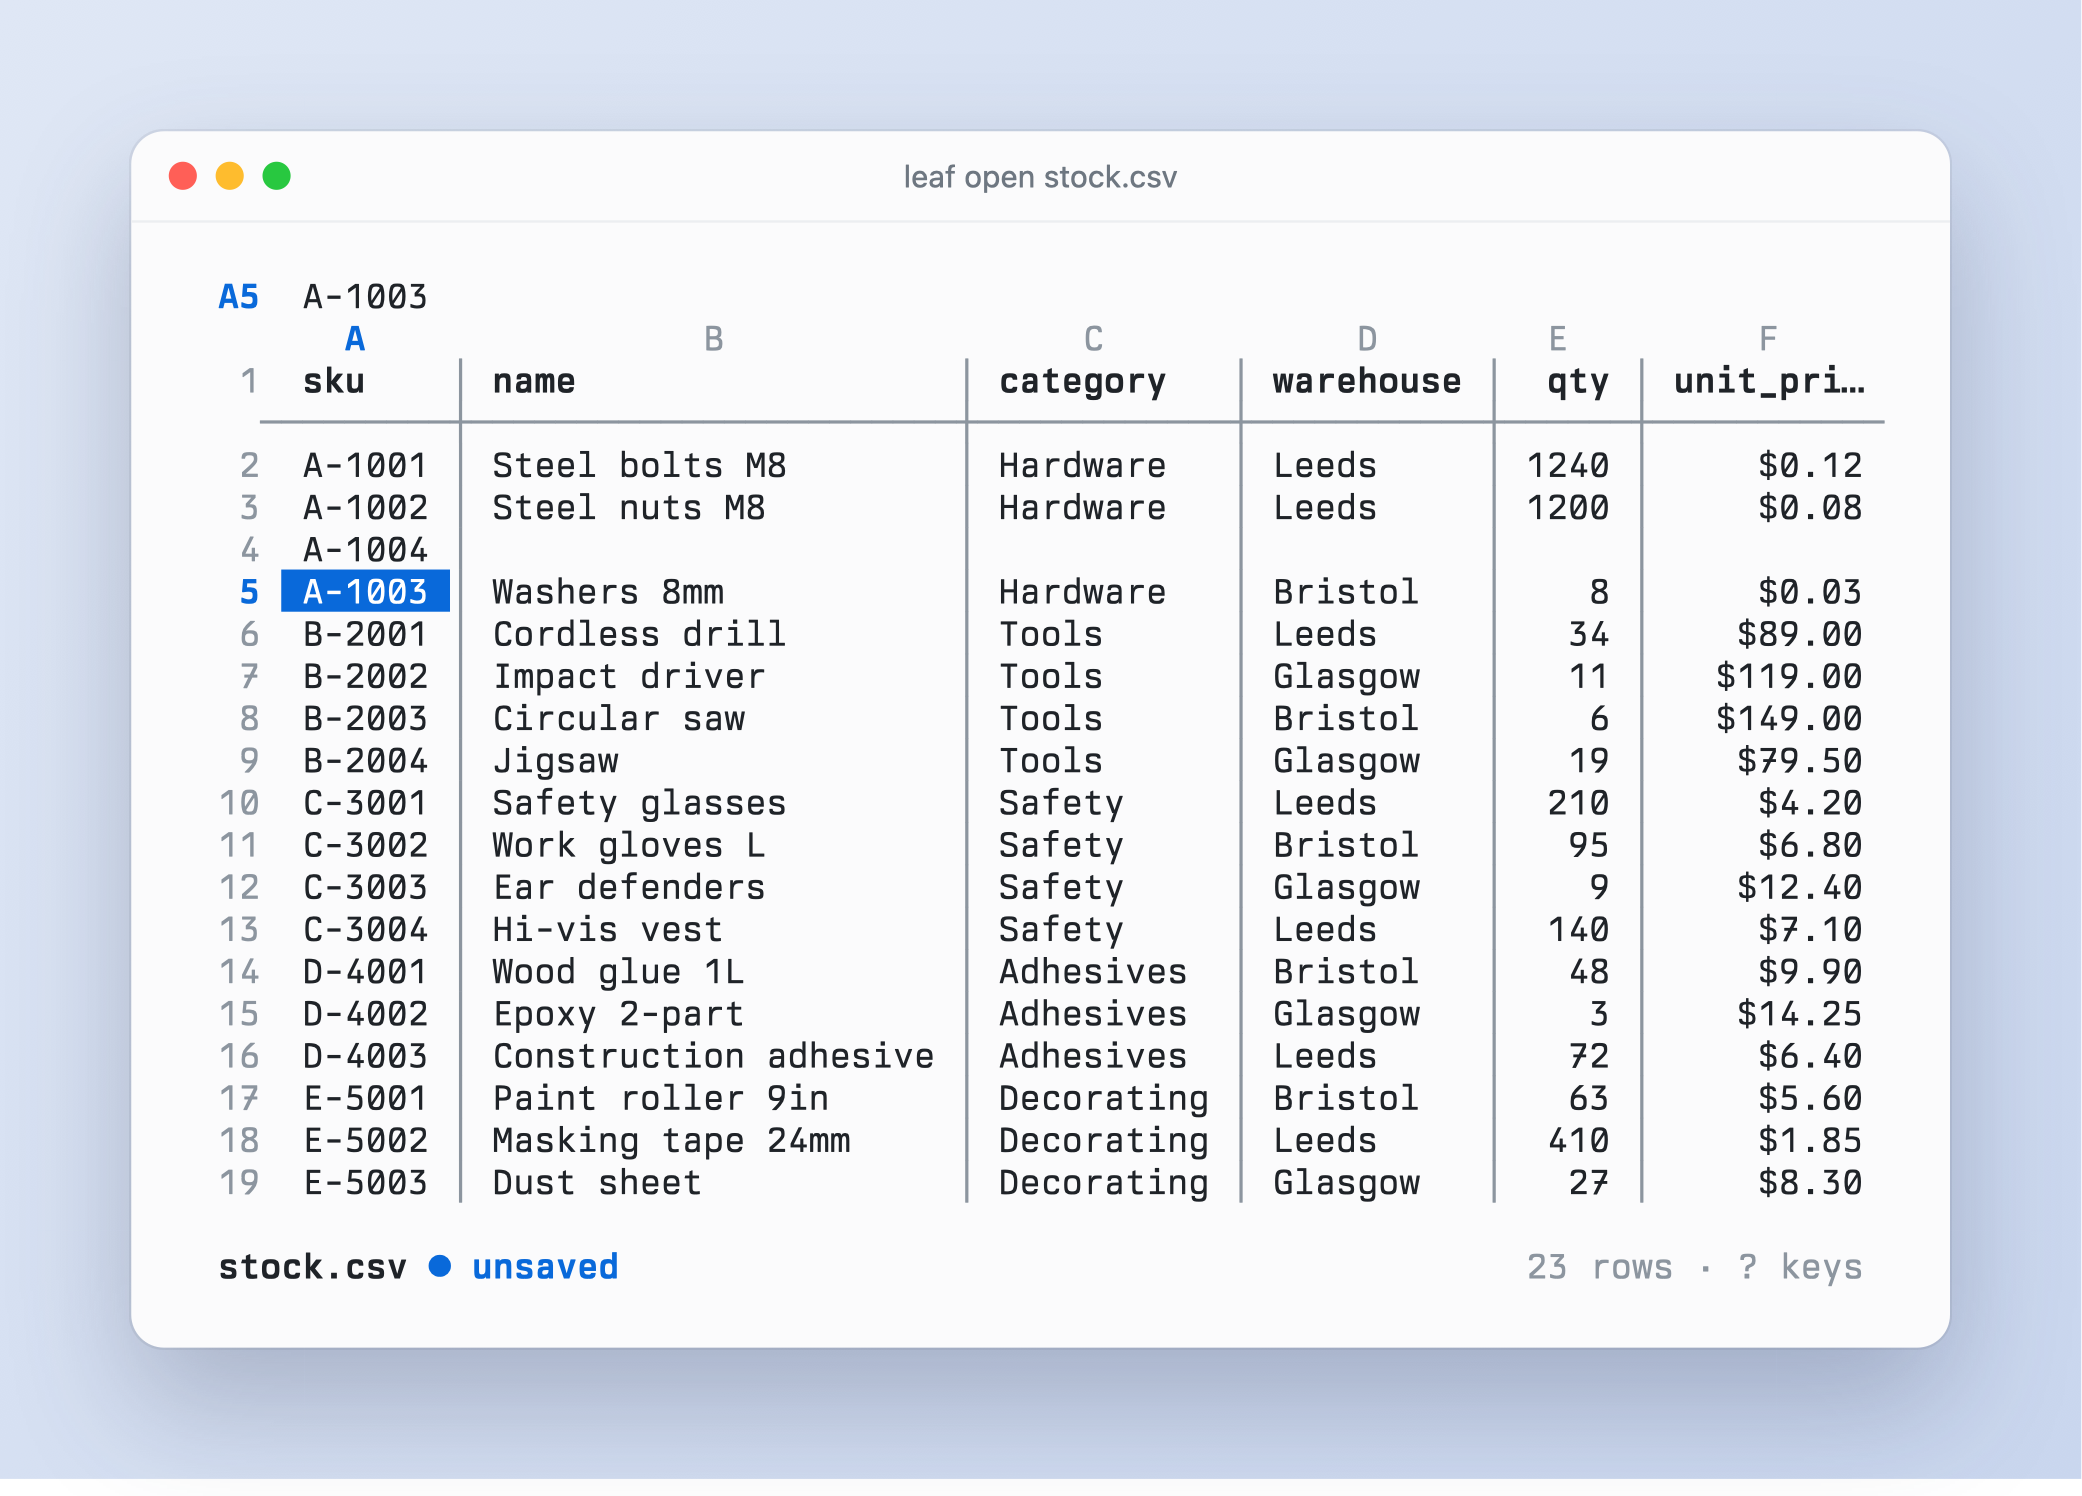 leaf open stock.csv
A5 A-1003
A B C D E F
1 sku name category warehouse qty unit_pri…
2 A-1001 Steel bolts M8 Hardware Leeds 1240 $0.12
3 A-1002 Steel nuts M8 Hardware Leeds 1200 $0.08
4 A-1004
5 A-1003 Washers 8mm Hardware Bristol 8 $0.03
6 B-2001 Cordless drill Tools Leeds 34 $89.00
7 B-2002 Impact driver Tools Glasgow 11 $119.00
8 B-2003 Circular saw Tools Bristol 6 $149.00
9 B-2004 Jigsaw Tools Glasgow 19 $79.50
10 C-3001 Safety glasses Safety Leeds 210 $4.20
11 C-3002 Work gloves L Safety Bristol 95 $6.80
12 C-3003 Ear defenders Safety Glasgow 9 $12.40
13 C-3004 Hi-vis vest Safety Leeds 140 $7.10
14 D-4001 Wood glue 1L Adhesives Bristol 48 $9.90
15 D-4002 Epoxy 2-part Adhesives Glasgow 3 $14.25
16 D-4003 Construction adhesive Adhesives Leeds 72 $6.40
17 E-5001 Paint roller 9in Decorating Bristol 63 $5.60
18 E-5002 Masking tape 24mm Decorating Leeds 410 $1.85
19 E-5003 Dust sheet Decorating Glasgow 27 $8.30
stock.csv ● unsaved 23 rows · ? keys